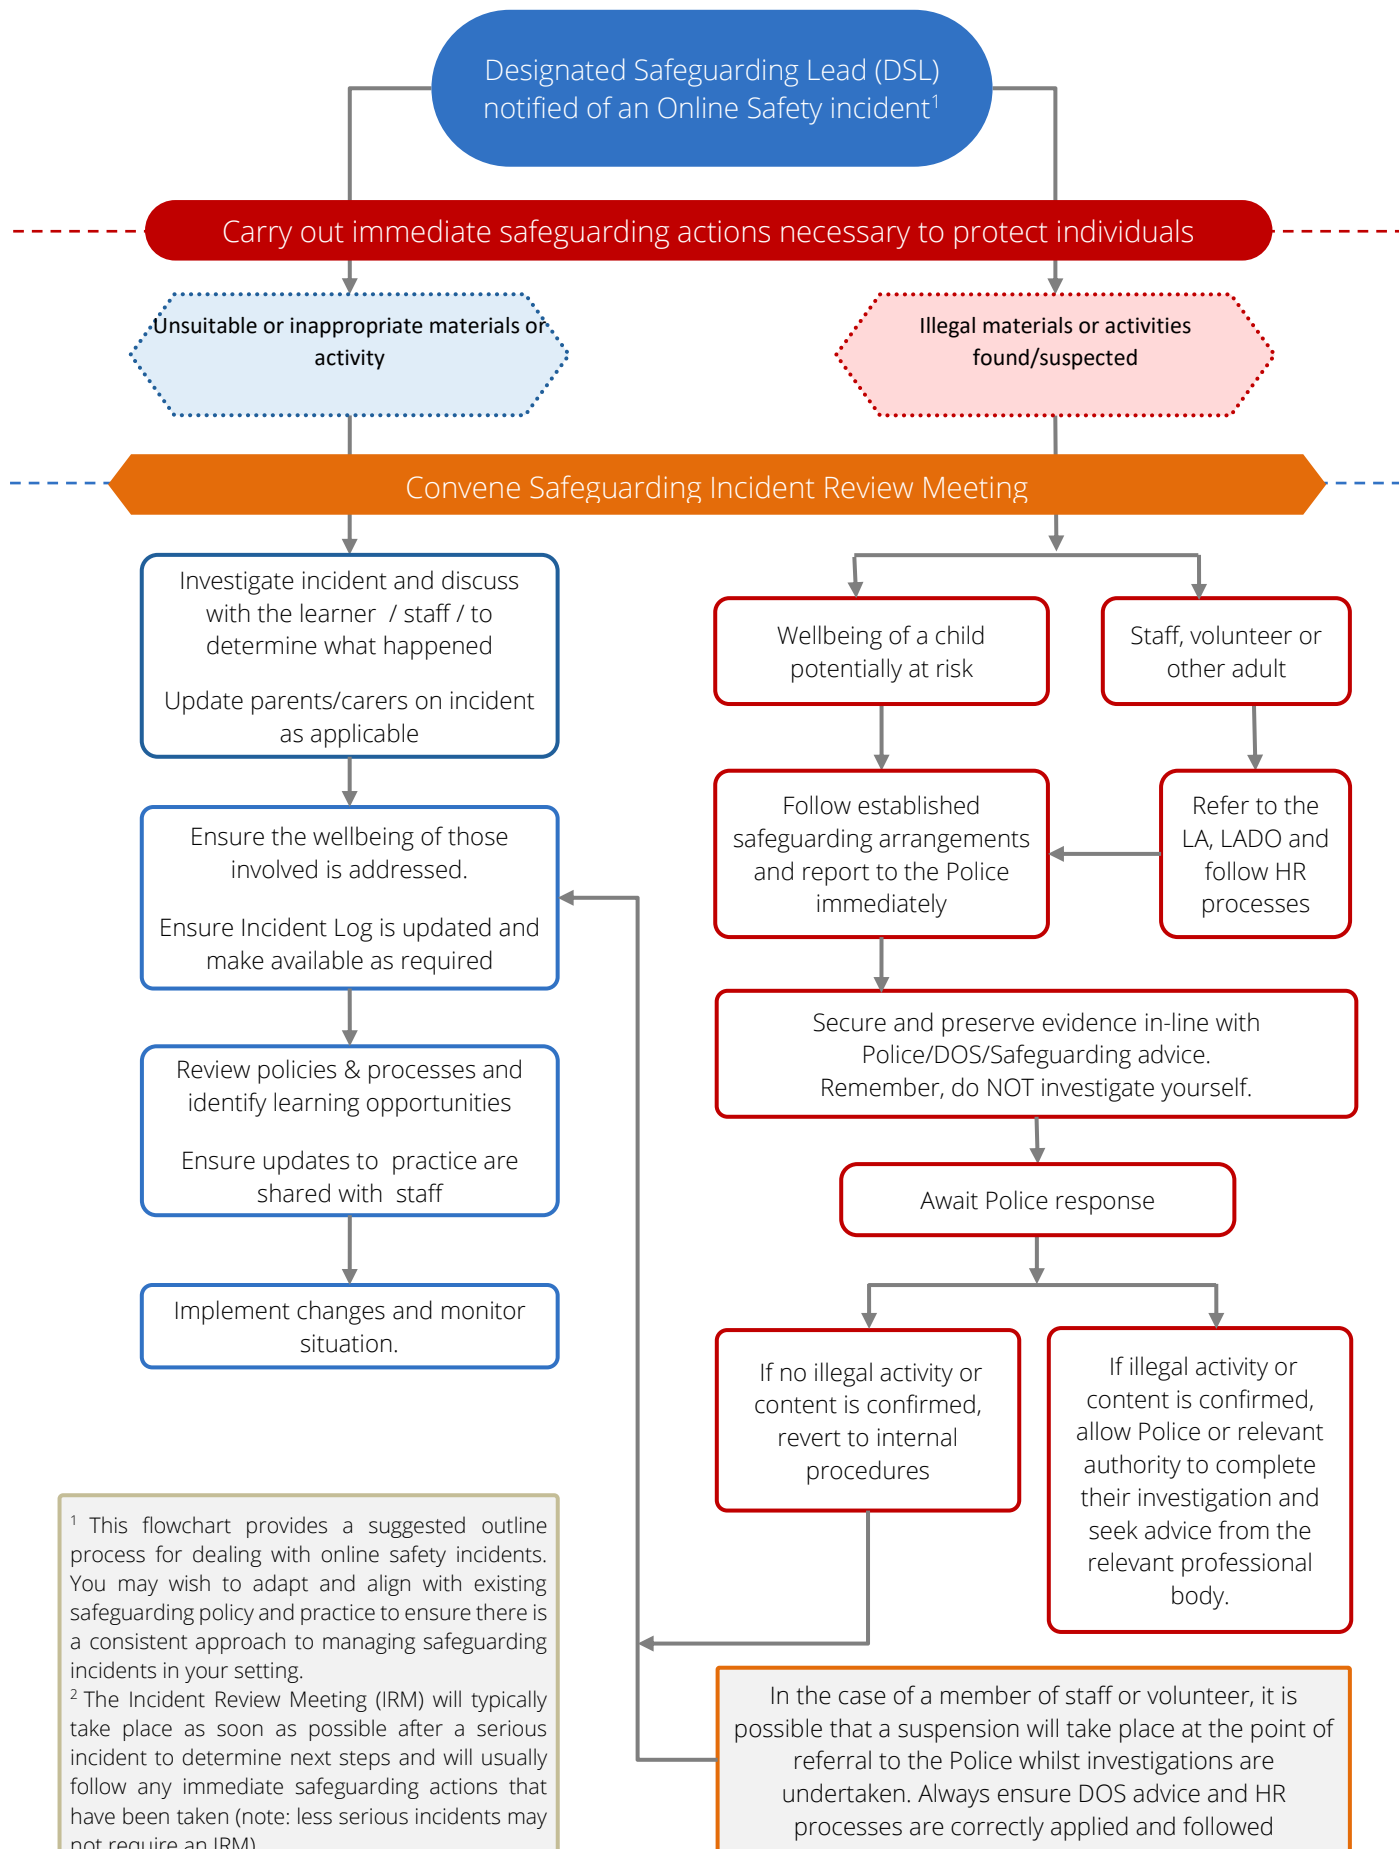 Designated Safeguarding Lead (DSL)
notified of an Online Safety incident¹
Carry out immediate safeguarding actions necessary to protect individuals
Unsuitable or inappropriate materials or
activity
Illegal materials or activities
found/suspected
Convene Safeguarding Incident Review Meeting
Investigate incident and discuss
with the learner / staff / to
determine what happened
Update parents/carers on incident
as applicable
Ensure the wellbeing of those
involved is addressed.
Ensure Incident Log is updated and
make available as required
Review policies & processes and
identify learning opportunities
Ensure updates to practice are
shared with staff
Implement changes and monitor
situation.
Wellbeing of a child
potentially at risk
Staff, volunteer or
other adult
Follow established
safeguarding arrangements
and report to the Police
immediately
Refer to the
LA, LADO and
follow HR
processes
Secure and preserve evidence in-line with
Police/DOS/Safeguarding advice.
Remember, do NOT investigate yourself.
Await Police response
If no illegal activity or
content is confirmed,
revert to internal
procedures
If illegal activity or
content is confirmed,
allow Police or relevant
authority to complete
their investigation and
seek advice from the
relevant professional
body.
¹ This flowchart provides a suggested outline
process for dealing with online safety incidents.
You may wish to adapt and align with existing
safeguarding policy and practice to ensure there is
a consistent approach to managing safeguarding
incidents in your setting.
² The Incident Review Meeting (IRM) will typically
take place as soon as possible after a serious
incident to determine next steps and will usually
follow any immediate safeguarding actions that
have been taken (note: less serious incidents may
not require an IRM)
In the case of a member of staff or volunteer, it is
possible that a suspension will take place at the point of
referral to the Police whilst investigations are
undertaken. Always ensure DOS advice and HR
processes are correctly applied and followed